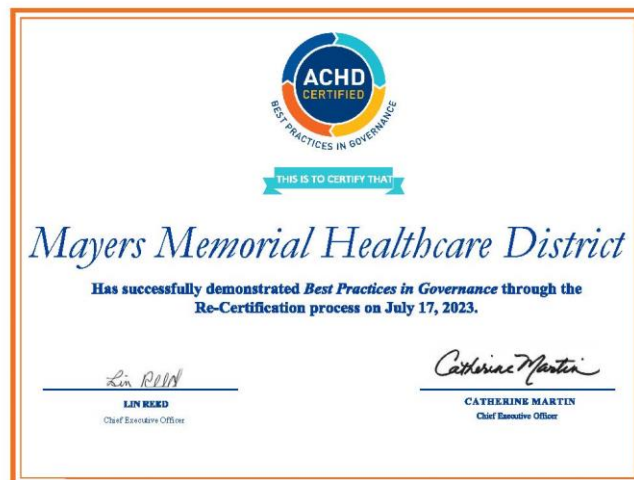 ACHD
CERTIFIED
BEST PRACTICES IN GOVERNANCE
THIS IS TO CERTIFY THAT
Mayers Memorial Healthcare District
Has successfully demonstrated Best Practices in Governance through the
Re-Certification process on July 17, 2023.
Lin Reed
Catherine Martin
LIN REED
CATHERINE MARTIN
Chief Executive Officer
Chief Executive Officer